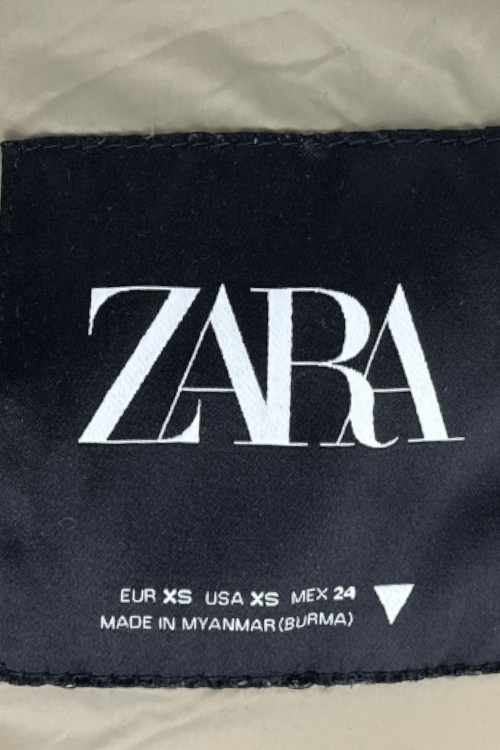 ZARA
EUR XS USA XS MEX 24
MADE IN MYANMAR (BURMA)